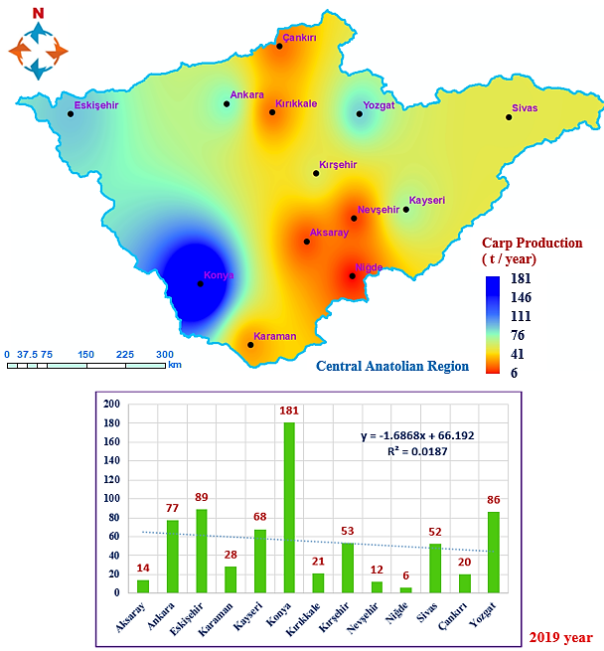 N
Çankırı
Eskişehir
Ankara
Kırıkkale
Yozgat
Sivas
Kırşehir
Nevşehir
Kayseri
Aksaray
Konya
Niğde
Karaman
Carp Production
( t / year)
181
146
111
76
41
6
0 37.5 75 150 225 300
km
Central Anatolian Region
200
180
160
140
120
100
80
60
40
20
0
y = -1.6868x + 66.192
R² = 0.0187
14
77
89
28
68
181
21
53
12
6
52
20
86
Aksaray
Ankara
Eskişehir
Karaman
Kayseri
Konya
Kırıkkale
Kırşehir
Nevşehir
Niğde
Sivas
Çankırı
Yozgat
2019 year